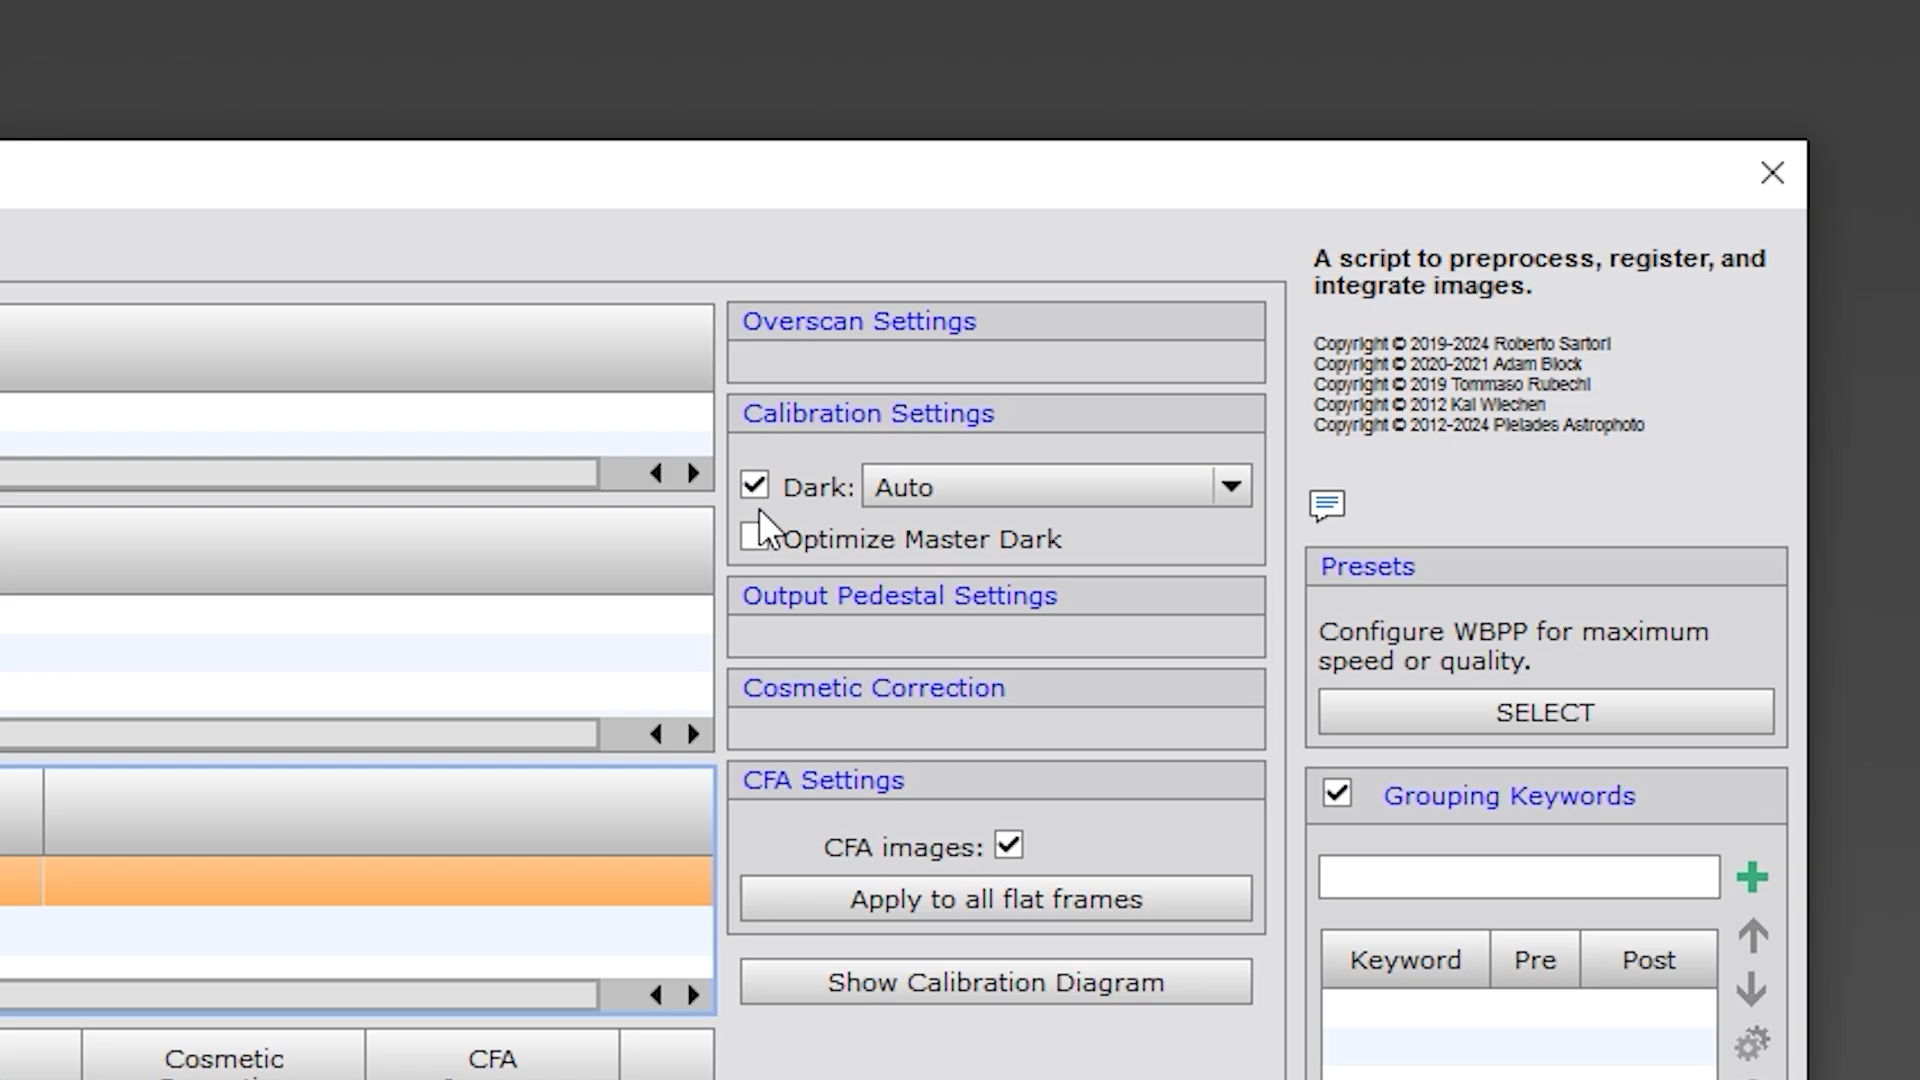 A script to preprocess, register, and
integrate images.
Copyright © 2019-2024 Roberto Sartori
Copyright © 2020-2021 Adam Block
Copyright © 2019 Tommaso Rubechi
Copyright © 2012 Kai Wiechen
Copyright © 2012-2024 Pleiades Astrophoto
Overscan Settings
Calibration Settings
Dark: Auto
Optimize Master Dark
Output Pedestal Settings
Cosmetic Correction
CFA Settings
CFA images:
Apply to all flat frames
Show Calibration Diagram
Presets
Configure WBPP for maximum
speed or quality.
SELECT
Grouping Keywords
Keyword Pre Post
Cosmetic CFA